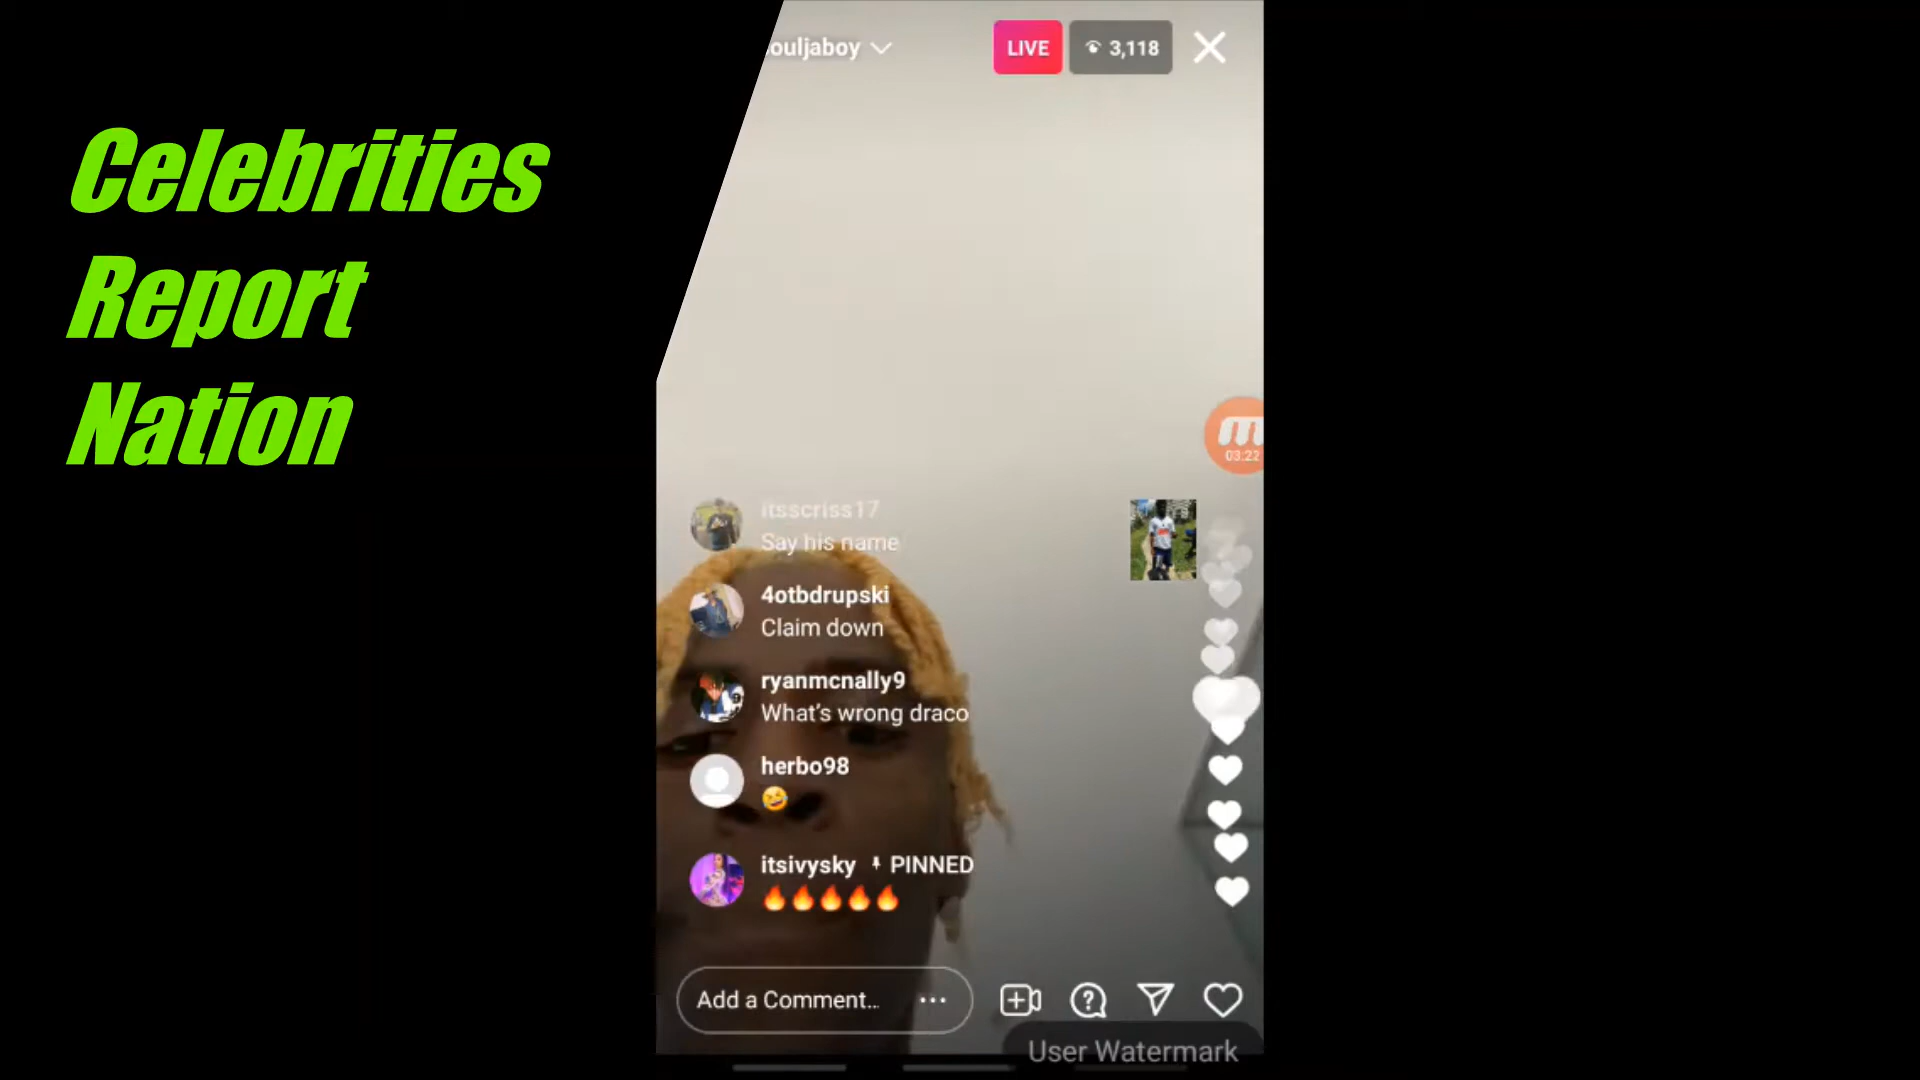 Celebrities
Report
Nation
ouljaboy
LIVE
3,118
03:22
itsscriss17
Say his name
4otbdrupski
Claim down
ryanmcnally9
What's wrong draco
herbo98
itsivysky PINNED
Add a Comment...
User Watermark